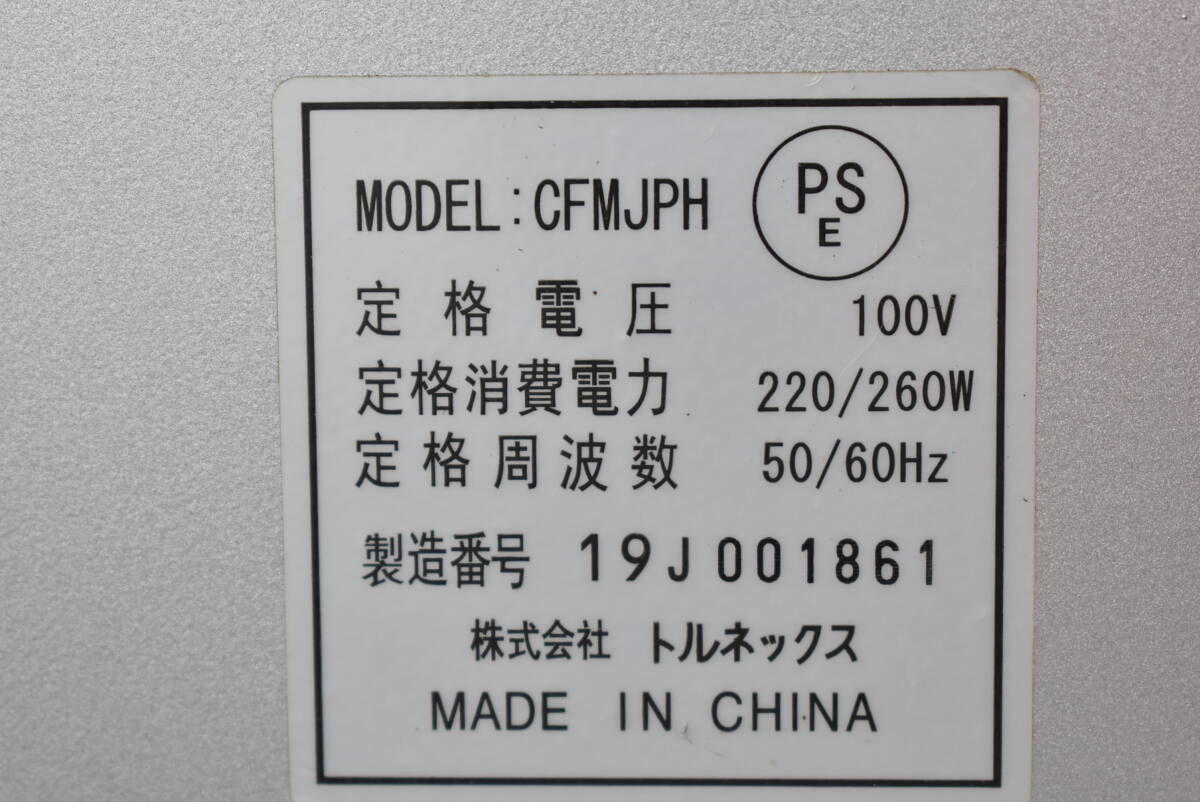 MODEL:CFMJPH
PS
E
定格電圧 100V
定格消費電力 220/260W
定格周波数 50/60Hz
製造番号 19J001861
株式会社 トルネックス
MADE IN CHINA